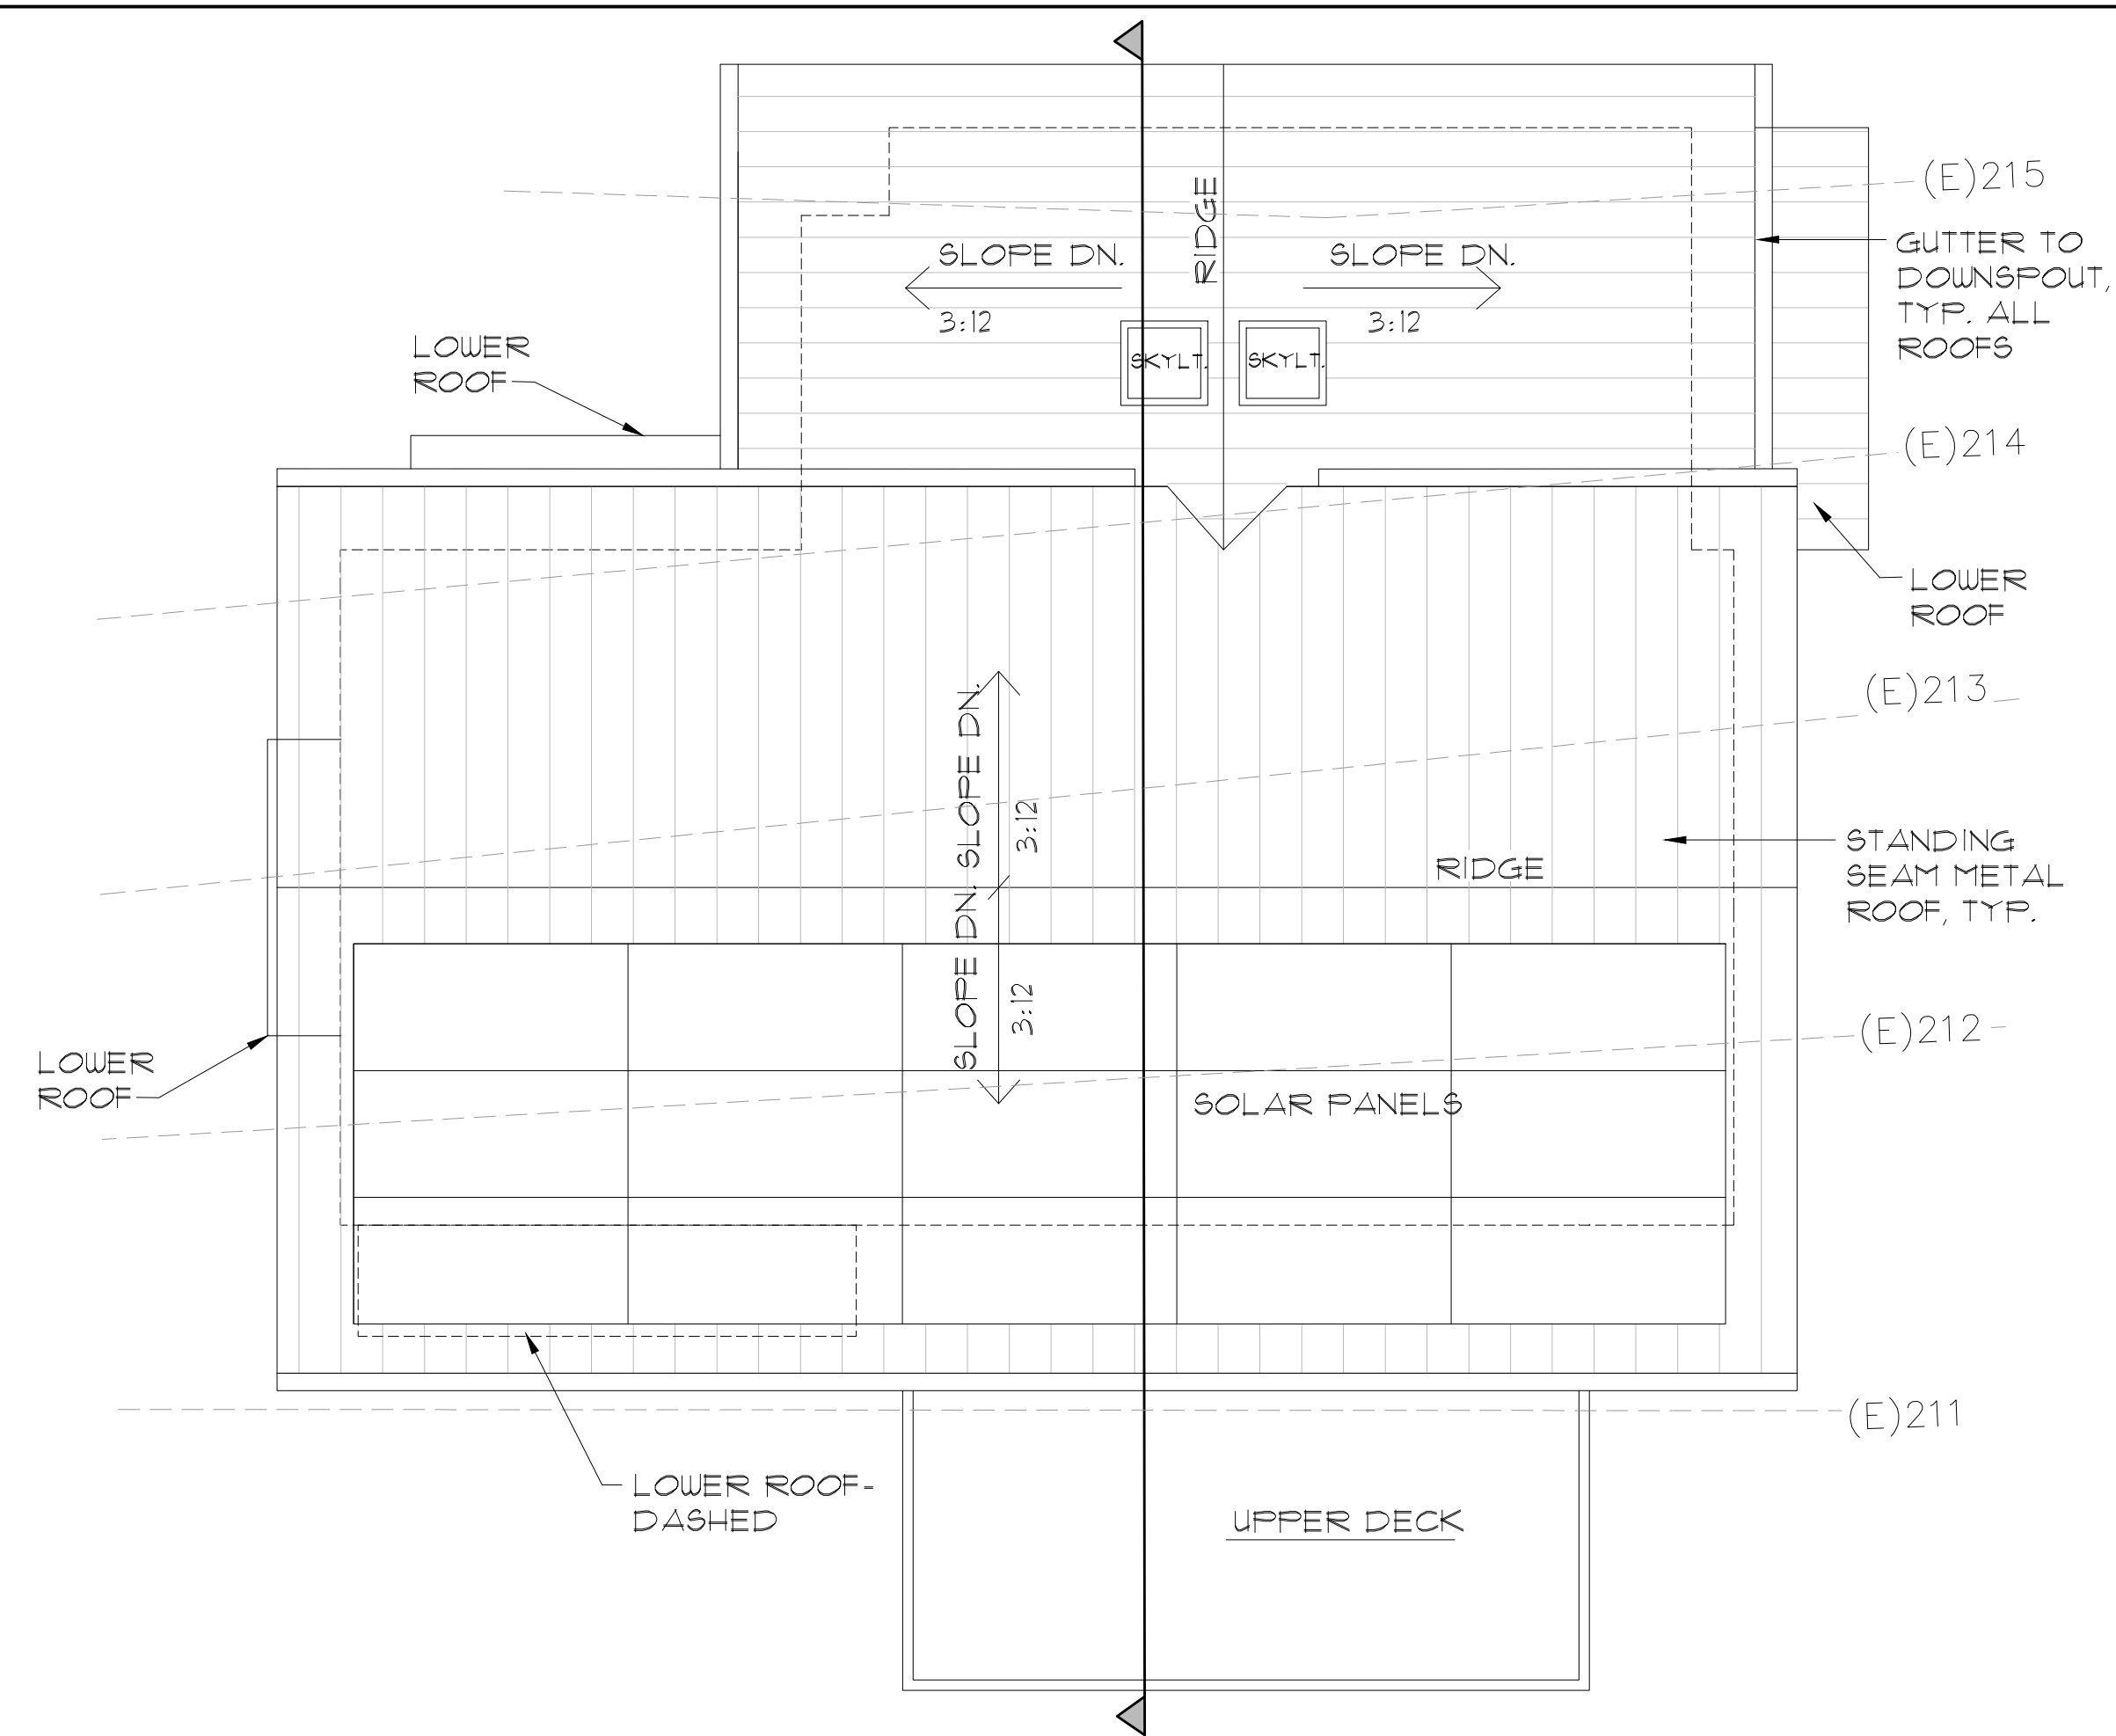 (E)215
RIDGE
GUTTER TO
DOWNSPOUT,
TYP. ALL
ROOFS
SLOPE DN.
SLOPE DN.
3:12
3:12
LOWER
ROOF
SKYLT.
SKYLT.
(E)214
LOWER
ROOF
(E)213
SLOPE DN.
3:12
RIDGE
STANDING
SEAM METAL
ROOF, TYP.
SLOPE DN.
3:12
(E)212
LOWER
ROOF
SOLAR PANELS
(E)211
LOWER ROOF-
DASHED
UPPER DECK